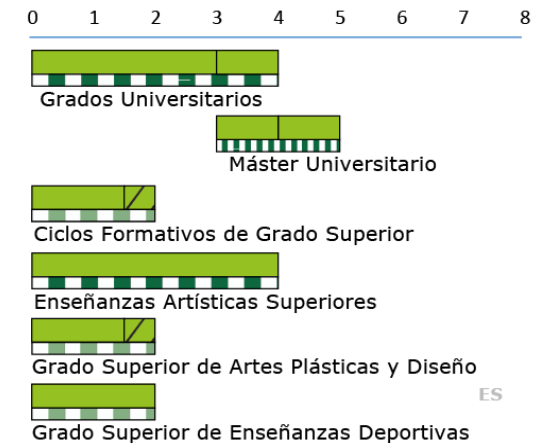 0 1 2 3 4 5 6 7 8
Grados Universitarios
Máster Universitario
Ciclos Formativos de Grado Superior
Enseñanzas Artísticas Superiores
Grado Superior de Artes Plásticas y Diseño
ES
Grado Superior de Enseñanzas Deportivas